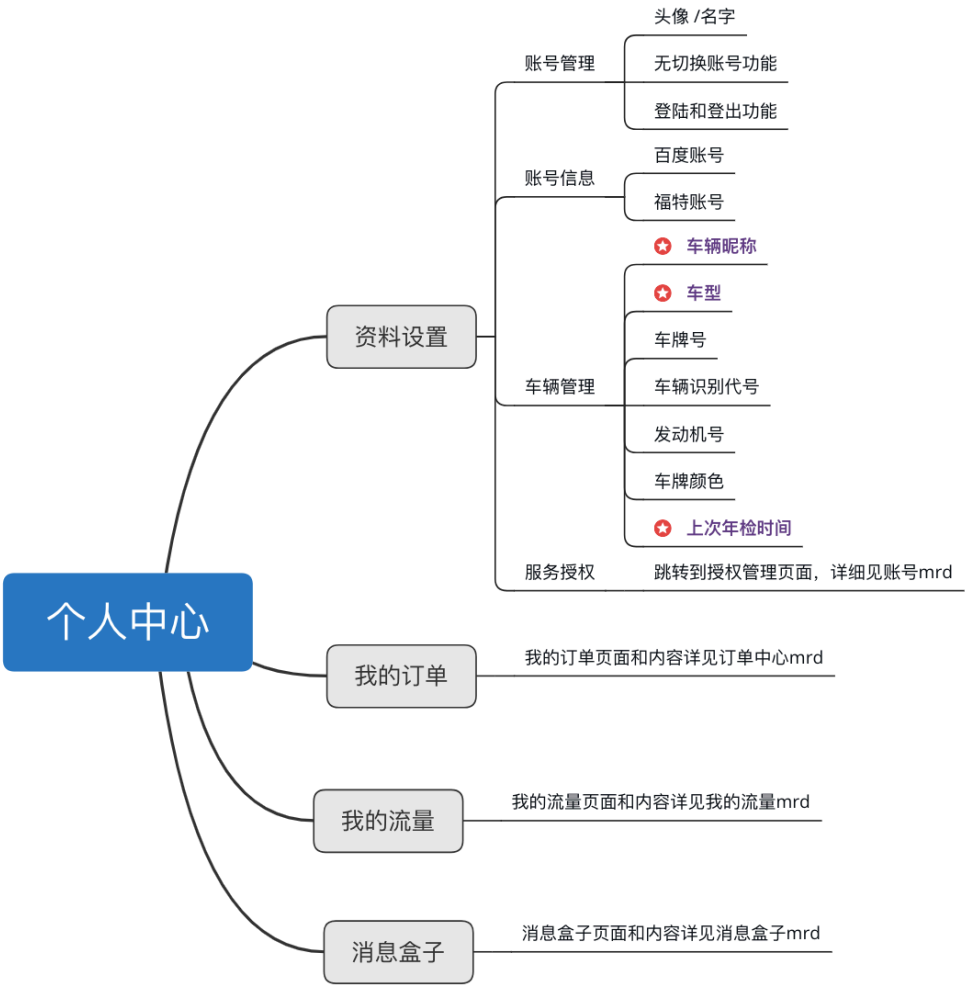 头像 /名字
账号管理
无切换账号功能
登陆和登出功能
百度账号
账号信息
福特账号
车辆昵称
车型
资料设置
车牌号
车辆管理
车辆识别代号
发动机号
车牌颜色
上次年检时间
服务授权
跳转到授权管理页面，详细见账号mrd
个人中心
我的订单
我的订单页面和内容详见订单中心mrd
我的流量
我的流量页面和内容详见我的流量mrd
消息盒子
消息盒子页面和内容详见消息盒子mrd